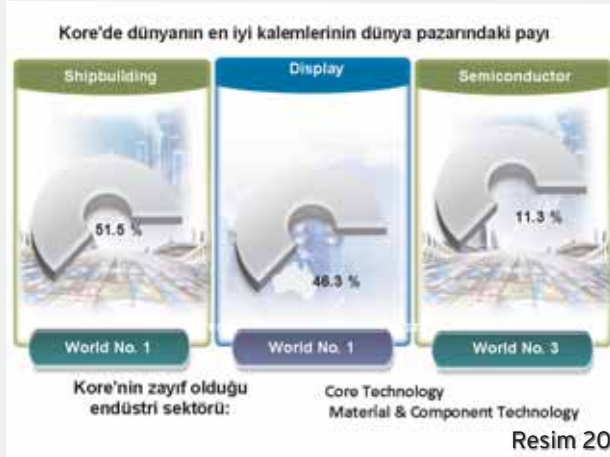 Kore'de dünyanın en iyi kalemlerinin dünya pazarındaki payı
Shipbuilding
Display
Semiconductor
51.5 %
46.3 %
11.3 %
World No. 1
World No. 1
World No. 3
Kore'nin zayıf olduğu
endüstri sektörü:
Core Technology
Material & Component Technology
Resim 20